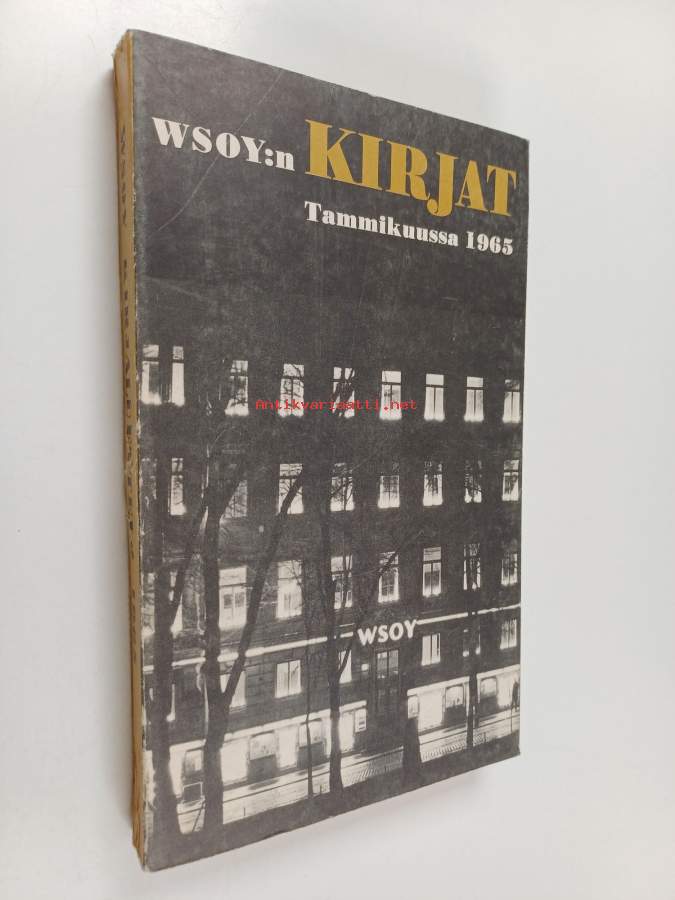 WSOY:n KIRJAT
Tammikuussa 1965
Antikvariaatti.net
WSOY